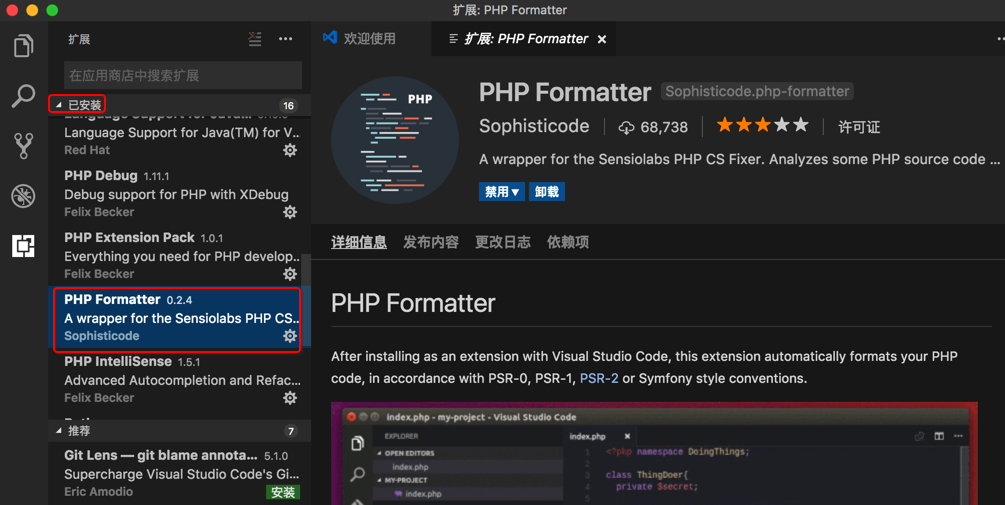 扩展: PHP Formatter
扩展
在应用商店中搜索扩展
已安装
16
Language Support for Java(TM) for V...
Red Hat
PHP Debug 1.11.1
Debug support for PHP with XDebug
Felix Becker
PHP Extension Pack 1.0.1
Everything you need for PHP develop...
Felix Becker
PHP Formatter 0.2.4
A wrapper for the Sensiolabs PHP CS...
Sophisticode
PHP IntelliSense 1.5.1
Advanced Autocompletion and Refac...
Felix Becker
推荐
7
Git Lens — git blame annota... 5.1.0
Supercharge Visual Studio Code's Gi...
Eric Amodio
安装
欢迎使用
扩展: PHP Formatter
PHP
PHP Formatter Sophisticode.php-formatter
Sophisticode 68,738 许可证
A wrapper for the Sensiolabs PHP CS Fixer. Analyzes some PHP source code ...
禁用 卸载
详细信息 发布内容 更改日志 依赖项
PHP Formatter
After installing as an extension with Visual Studio Code, this extension automatically formats your PHP
code, in accordance with PSR-0, PSR-1, PSR-2 or Symfony style conventions.
index.php - my-project - Visual Studio Code
EXPLORER
OPEN EDITORS
index.php
MY-PROJECT
index.php
index.php
1 <?php namespace DoingThings;
2
3 class ThingDoer{
4 private $secret;
5